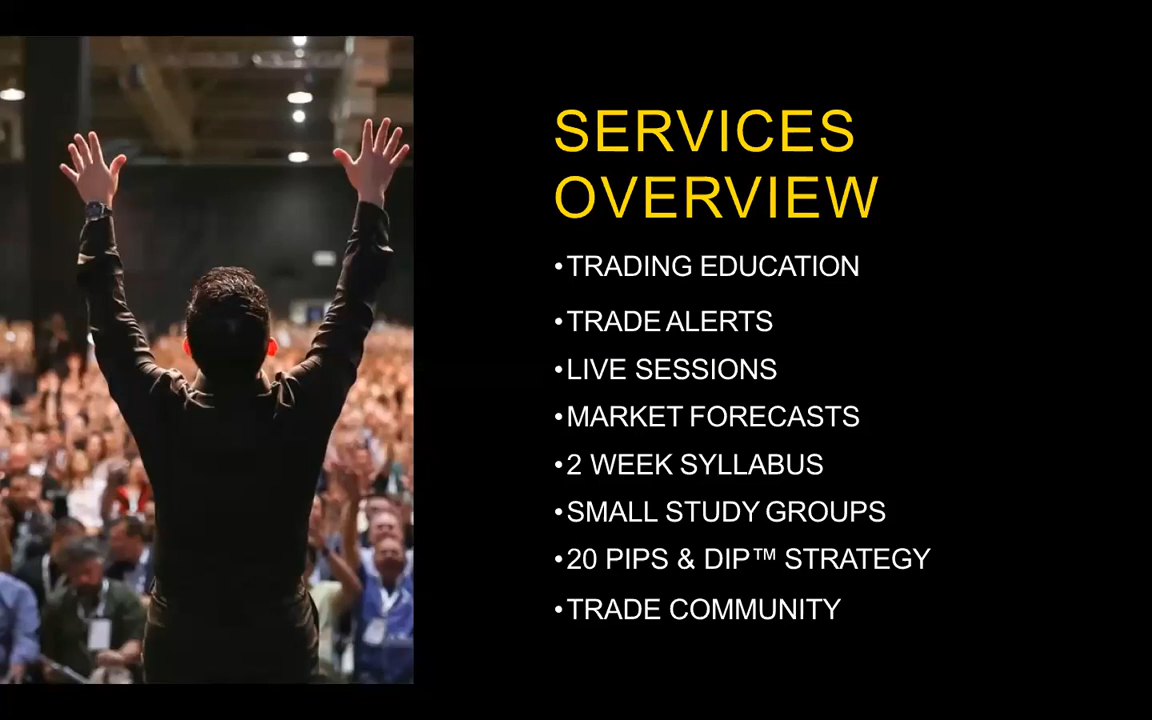 SERVICES
OVERVIEW
•TRADING EDUCATION
•TRADE ALERTS
•LIVE SESSIONS
•MARKET FORECASTS
•2 WEEK SYLLABUS
•SMALL STUDY GROUPS
•20 PIPS & DIP™ STRATEGY
•TRADE COMMUNITY